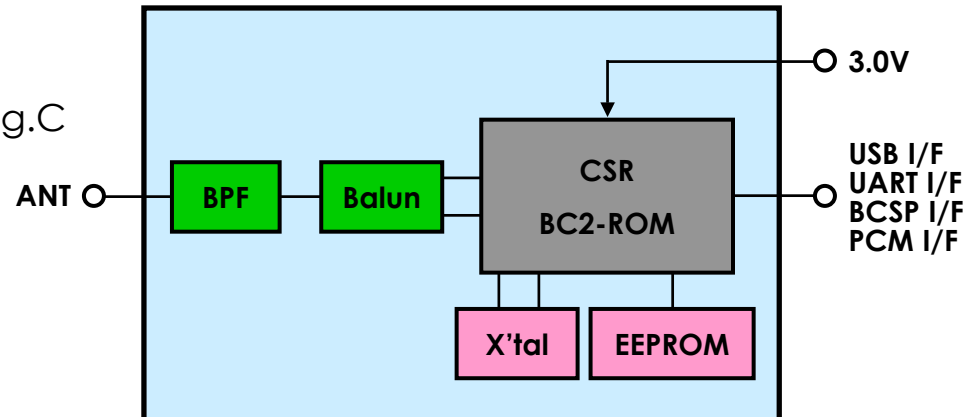 3.0V
g.C
CSR
BC2-ROM
USB I/F
UART I/F
BCSP I/F
PCM I/F
ANT
BPF
Balun
X'tal
EEPROM